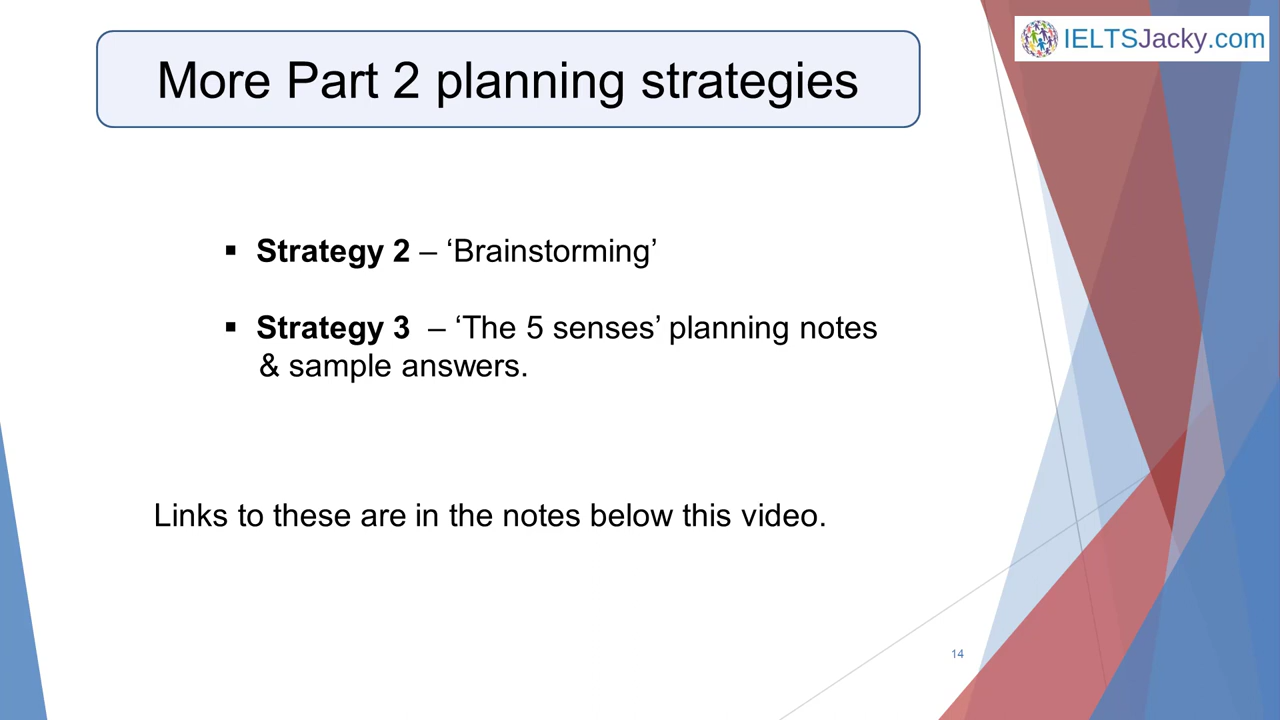 IELTSJacky.com
More Part 2 planning strategies
▪ Strategy 2 – ‘Brainstorming’
▪ Strategy 3 – ‘The 5 senses’ planning notes
& sample answers.
Links to these are in the notes below this video.
14